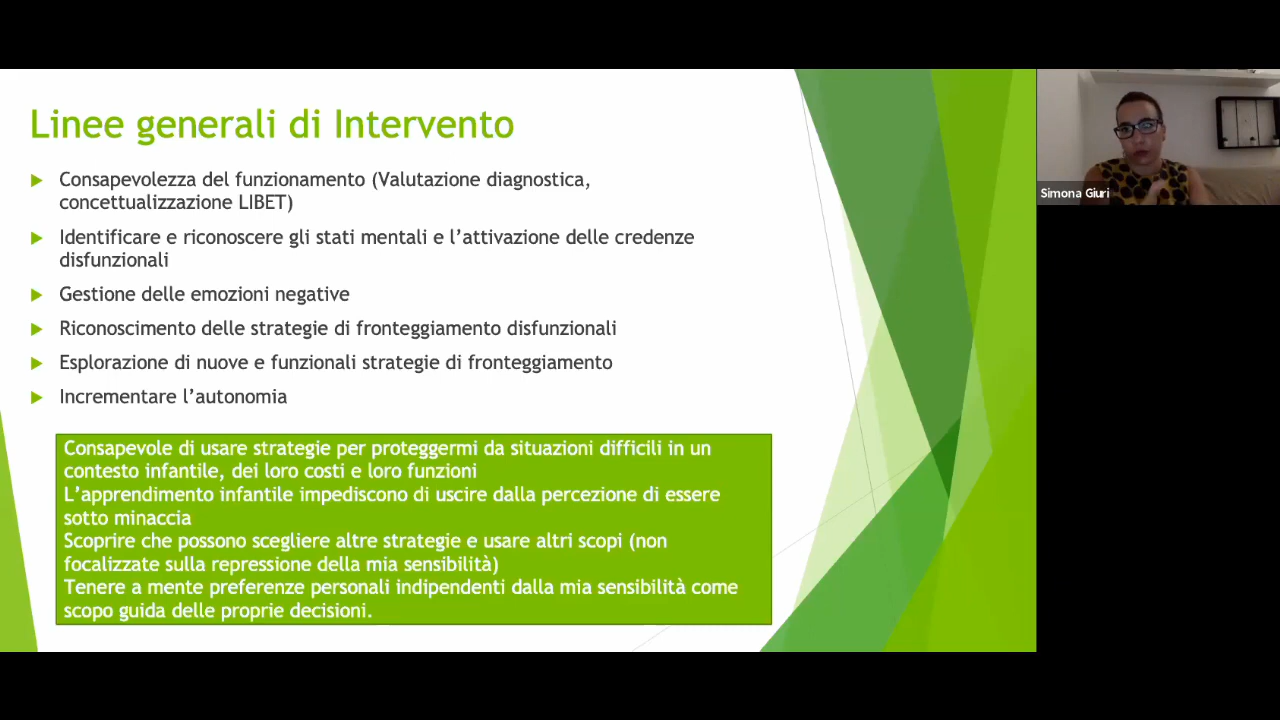 Linee generali di Intervento
Consapevolezza del funzionamento (Valutazione diagnostica,
concettualizzazione LIBET)
Identificare e riconoscere gli stati mentali e l’attivazione delle credenze
disfunzionali
Gestione delle emozioni negative
Riconoscimento delle strategie di fronteggiamento disfunzionali
Esplorazione di nuove e funzionali strategie di fronteggiamento
Incrementare l’autonomia
Consapevole di usare strategie per proteggermi da situazioni difficili in un
contesto infantile, dei loro costi e loro funzioni
L’apprendimento infantile impediscono di uscire dalla percezione di essere
sotto minaccia
Scoprire che possono scegliere altre strategie e usare altri scopi (non
focalizzate sulla repressione della mia sensibilità)
Tenere a mente preferenze personali indipendenti dalla mia sensibilità come
scopo guida delle proprie decisioni.
Simona Giuri